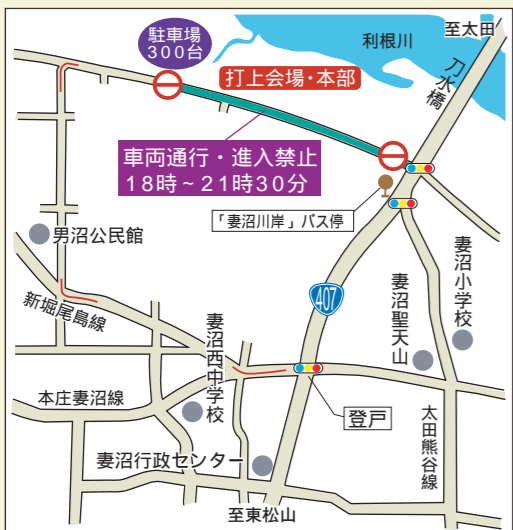 駐車場
300台
利根川
至太田
打上会場・本部
刀水橋
車両通行・進入禁止
18時～21時30分
「妻沼川岸」バス停
男沼公民館
新堀尾島線
407
妻沼小学校
妻沼聖天山
妻沼西中学校
本庄妻沼線
登戸
太田熊谷線
妻沼行政センター
至東松山